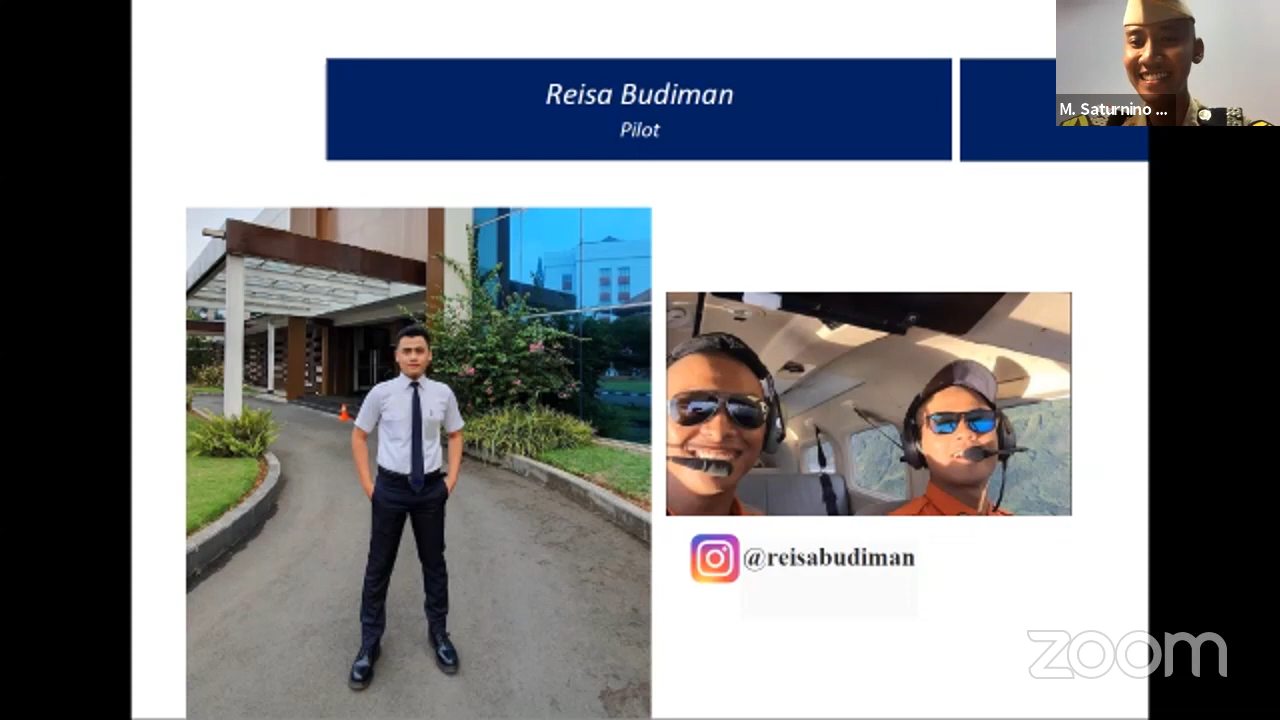 Reisa Budiman
Pilot
M. Saturnino ...
@reisabudiman
zoom